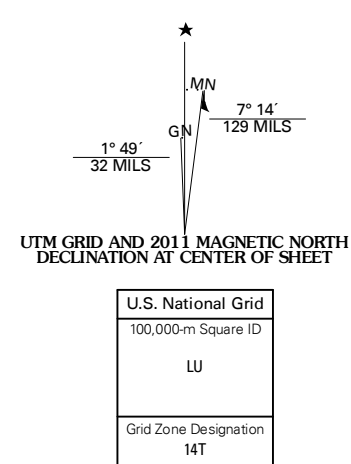 MN
7° 14´
129 MILS
GN
1° 49´
32 MILS
UTM GRID AND 2011 MAGNETIC NORTH
DECLINATION AT CENTER OF SHEET
U.S. National Grid
100,000-m Square ID
LU
Grid Zone Designation
14T